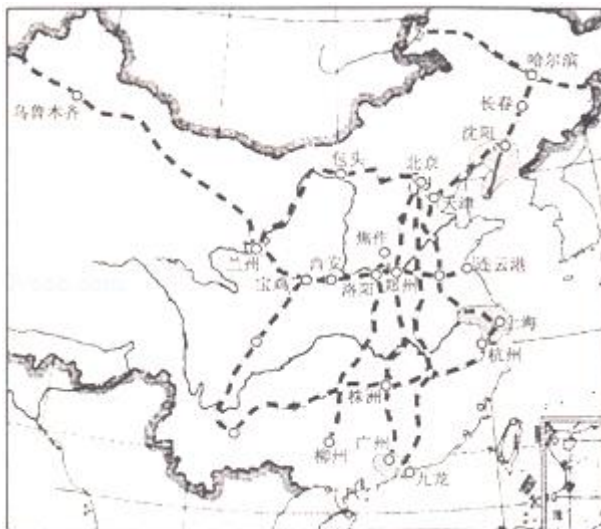 哈尔滨
乌鲁木齐
长春
沈阳
包头
北京
天津
焦作
兰州
宝鸡
西安
洛阳
郑州
连云港
上海
杭州
株洲
柳州
广州
九龙